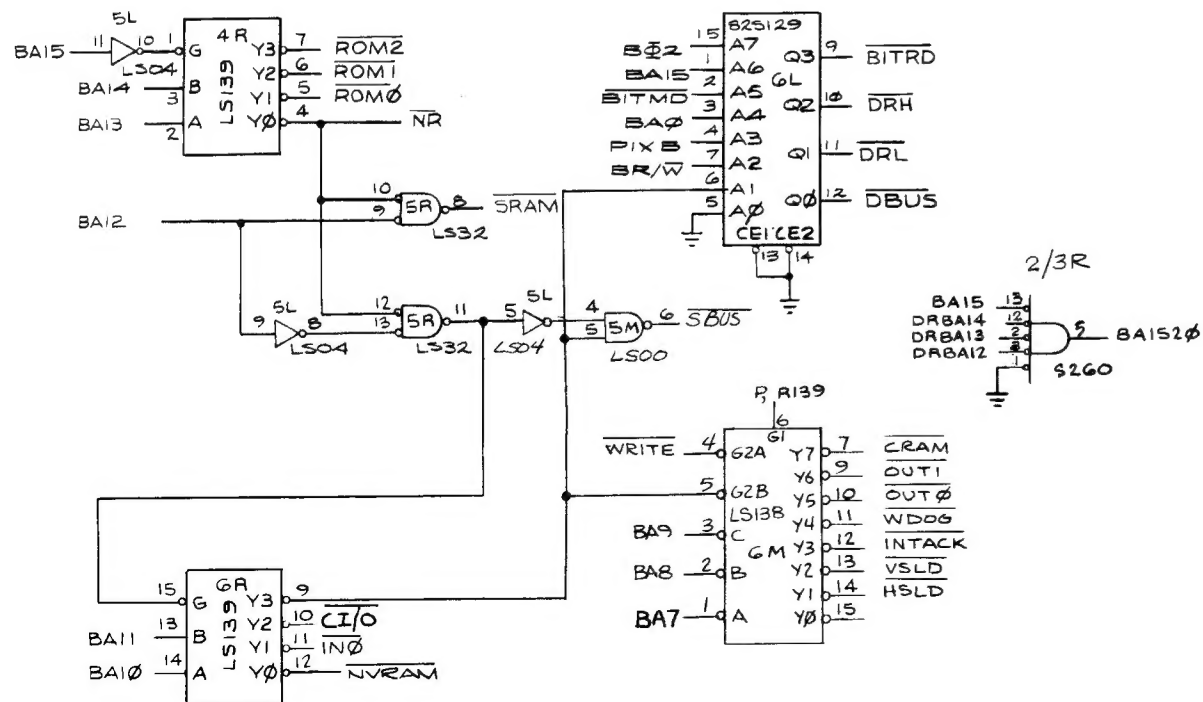 5L
BA15 11 10 1 G 4R Y3 7 ROM2
LS04
BA14 3 B LS139 Y2 6 ROM1
Y1 5 ROMØ
BA13 2 A YØ 4 NR
BA12 10 9 5R 8 SRAM
LS32
5L
9 8 LS04
12 13 5R 11 LS32
5 5L LS04
4 5 5M 6 SBUS
LS00
82S129
BΦ2 15 A7
BA15 1 A6 6L
BITMD 2 A5
BAØ 3 A4
PIXB 4 A3
BR/W 7 A2
6 A1
5 AØ
Q3 9 BITRD
Q2 10 DRH
Q1 11 DRL
QØ 12 DBUS
CE1 CE2
13 14
2/3R
BA15 13
DRBA14 12
DRBA13 2
DRBA12
1
5 BA152Ø
S260
P, R139
6
G1
WRITE 4 G2A Y7 7 CRAM
Y6 9 OUT1
5 G2B Y5 10 OUTØ
LS138 Y4 11 WDOG
BA9 3 C 6M Y3 12 INTACK
BA8 2 B Y2 13 VSLD
Y1 14 HSLD
BA7 1 A YØ 15
15 G 6R Y3 9
LS139 Y2 10 CI/O
BA11 13 B Y1 11 INØ
BA1Ø 14 A YØ 12 NVRAM